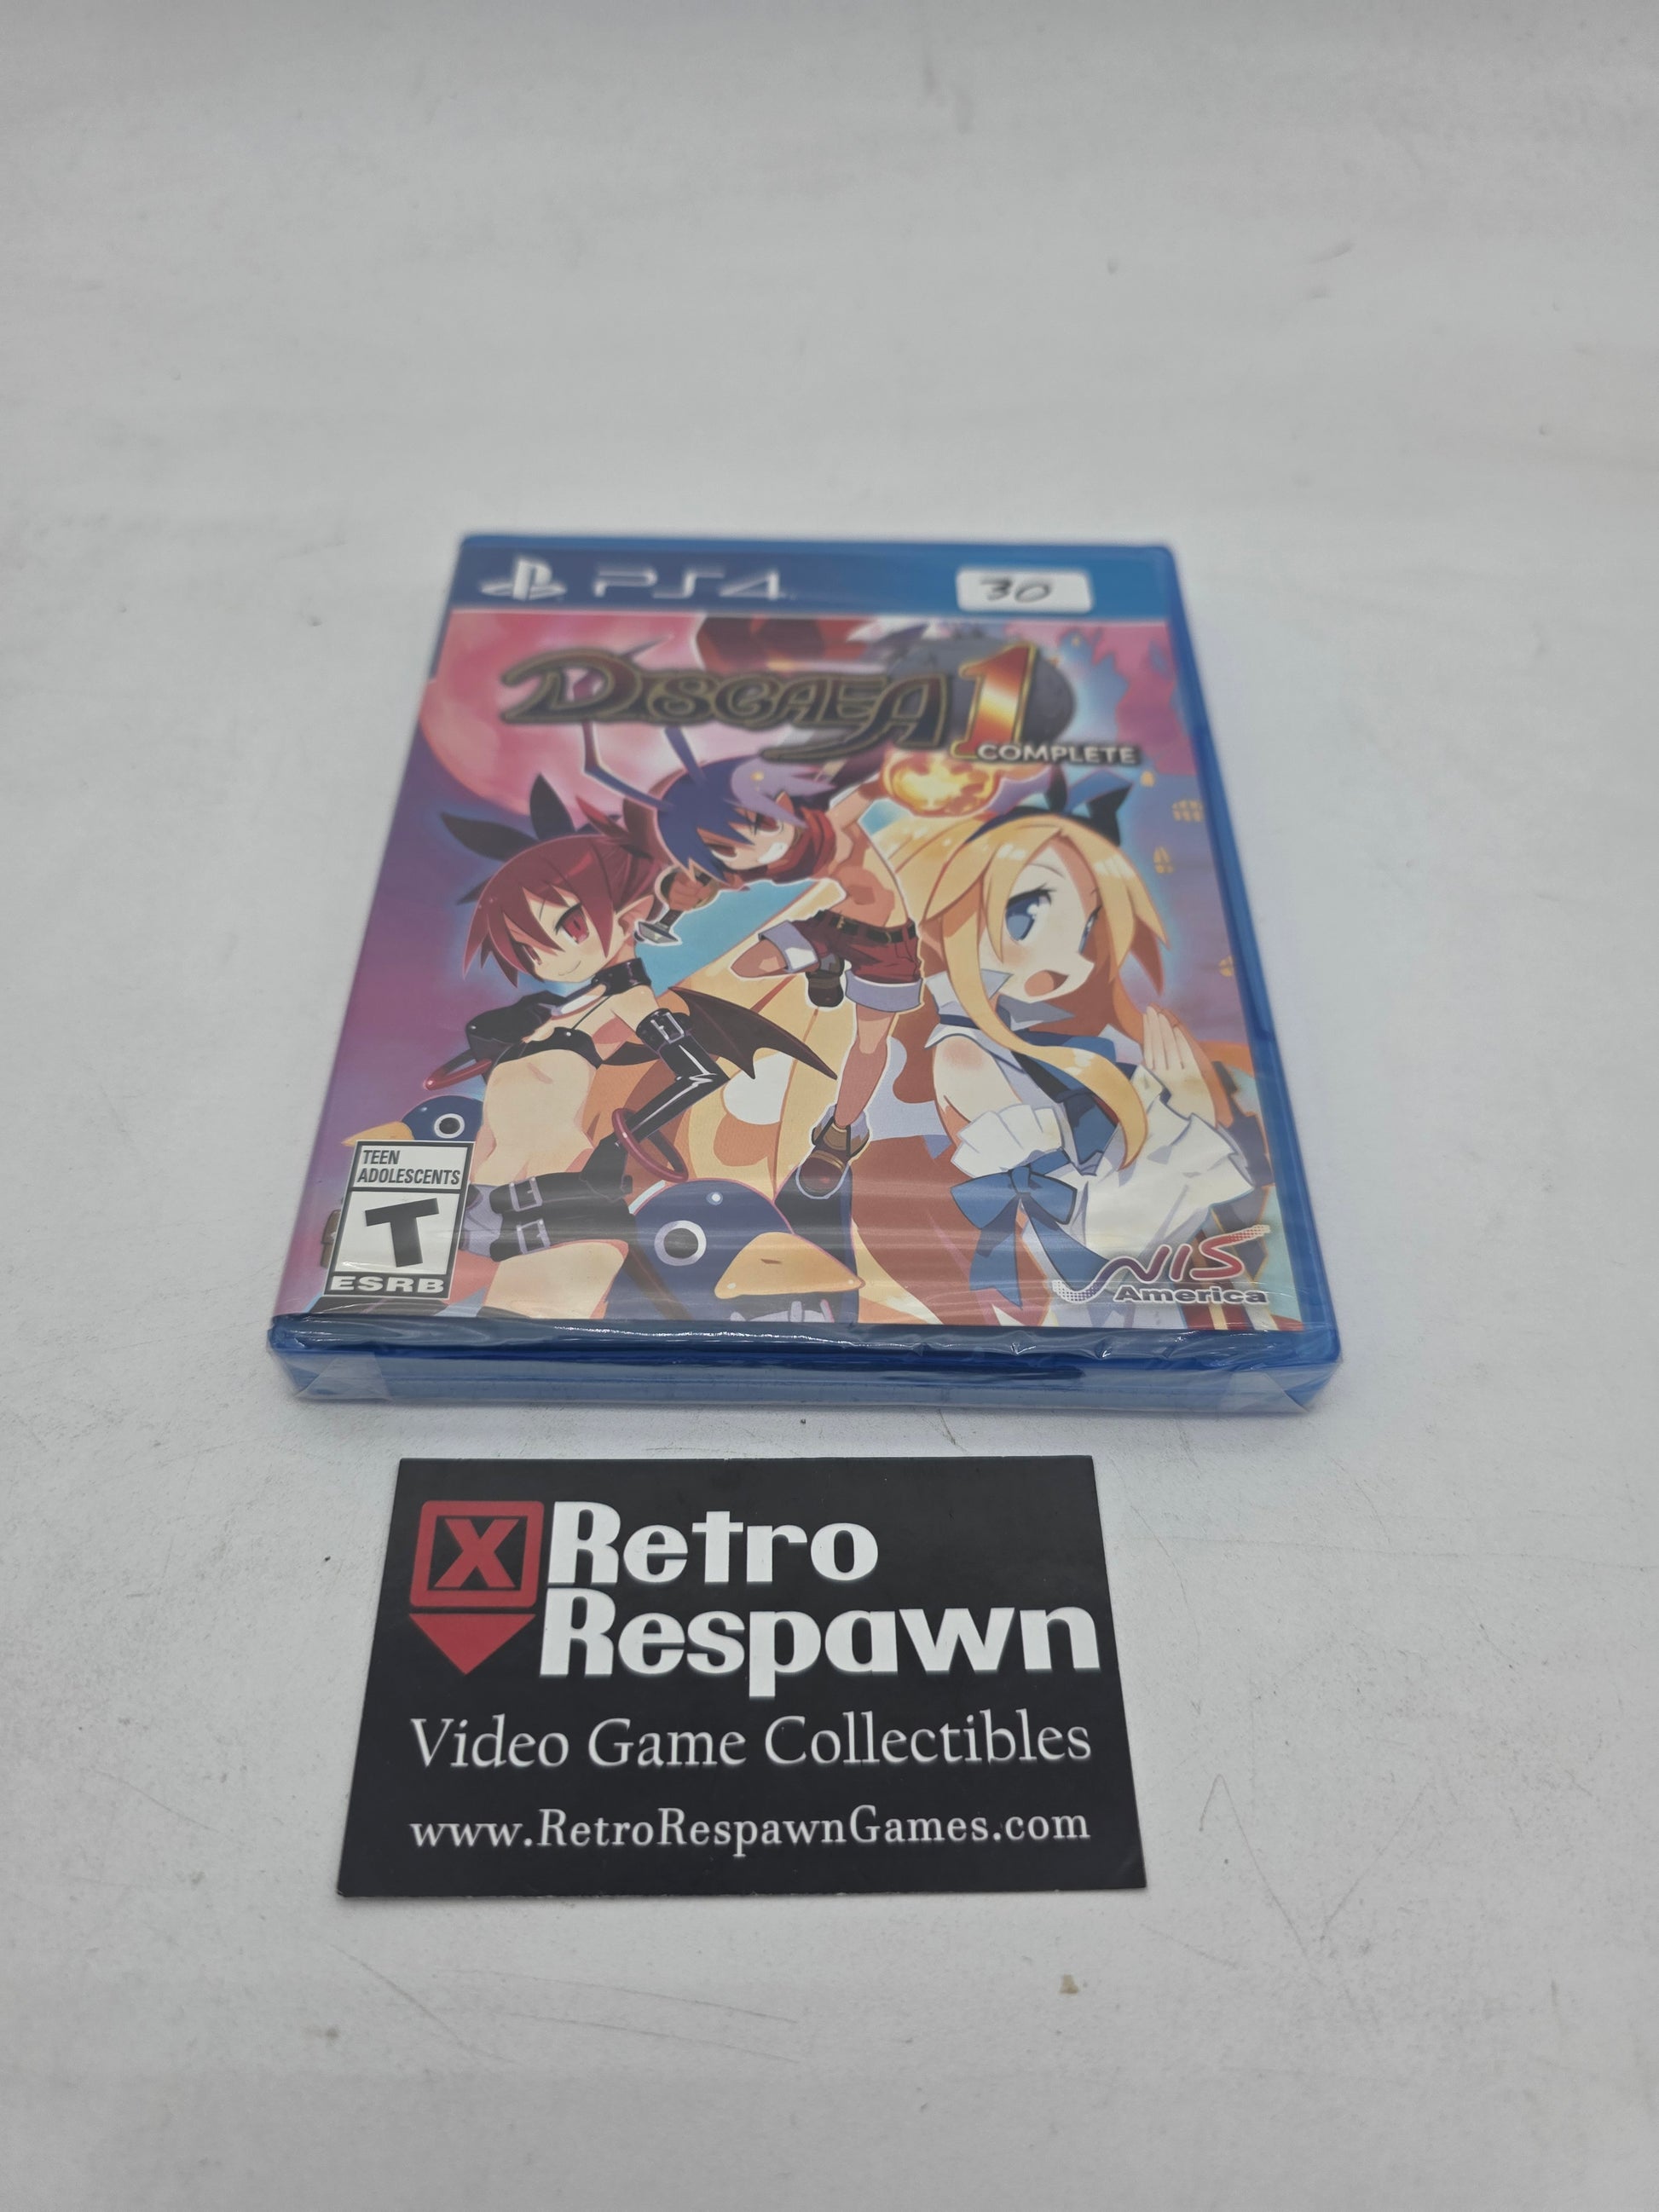 PS4
30
DISGAEA 1
COMPLETE
TEEN
ADOLESCENTS
T
ESRB
NIS
America
X Retro
Respawn
Video Game Collectibles
www.RetroRespawnGames.com